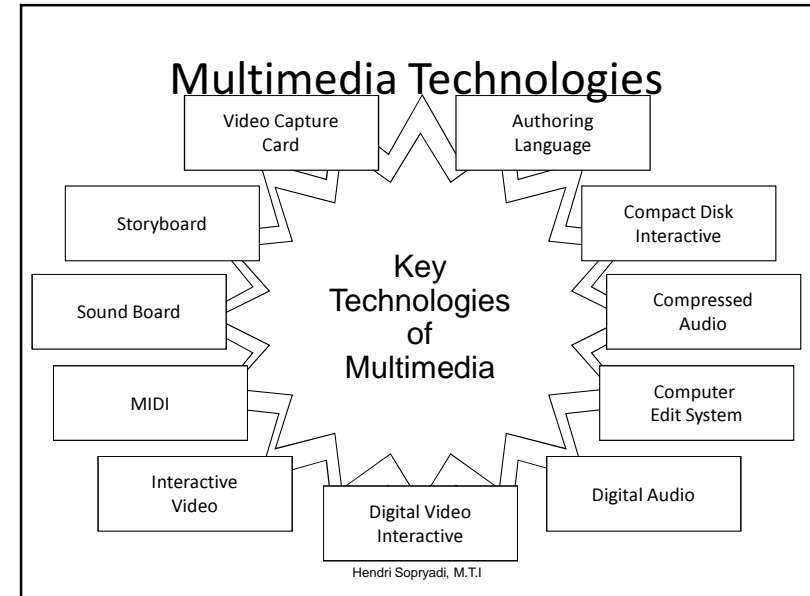 Multimedia Technologies
Video Capture
Card
Authoring
Language
Storyboard
Compact Disk
Interactive
Sound Board
Key
Technologies
of
Multimedia
Compressed
Audio
MIDI
Computer
Edit System
Interactive
Video
Digital Video
Interactive
Digital Audio
Hendri Sopryadi, M.T.I